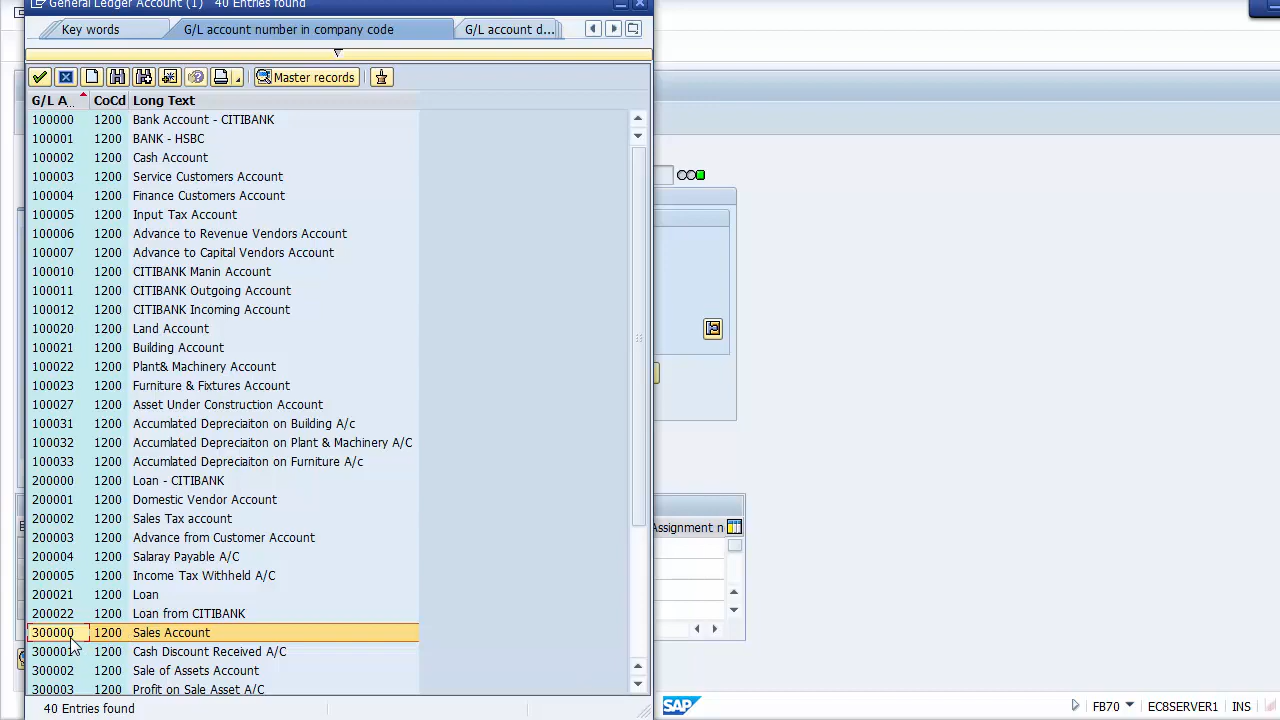 General Ledger Account (1) 40 Entries found
Key words G/L account number in company code G/L account d...
Master records
G/L A... CoCd Long Text
100000 1200 Bank Account - CITIBANK
100001 1200 BANK - HSBC
100002 1200 Cash Account
100003 1200 Service Customers Account
100004 1200 Finance Customers Account
100005 1200 Input Tax Account
100006 1200 Advance to Revenue Vendors Account
100007 1200 Advance to Capital Vendors Account
100010 1200 CITIBANK Manin Account
100011 1200 CITIBANK Outgoing Account
100012 1200 CITIBANK Incoming Account
100020 1200 Land Account
100021 1200 Building Account
100022 1200 Plant& Machinery Account
100023 1200 Furniture & Fixtures Account
100027 1200 Asset Under Construction Account
100031 1200 Accumlated Depreciaiton on Building A/c
100032 1200 Accumlated Depreciaiton on Plant & Machinery A/C
100033 1200 Accumlated Depreciaiton on Furniture A/c
200000 1200 Loan - CITIBANK
200001 1200 Domestic Vendor Account
200002 1200 Sales Tax account
Assignment n
200003 1200 Advance from Customer Account
200004 1200 Salaray Payable A/C
200005 1200 Income Tax Withheld A/C
200021 1200 Loan
200022 1200 Loan from CITIBANK
300000 1200 Sales Account
300001 1200 Cash Discount Received A/C
300002 1200 Sale of Assets Account
300003 1200 Profit on Sale Asset A/C
40 Entries found
SAP FB70 EC8SERVER1 INS